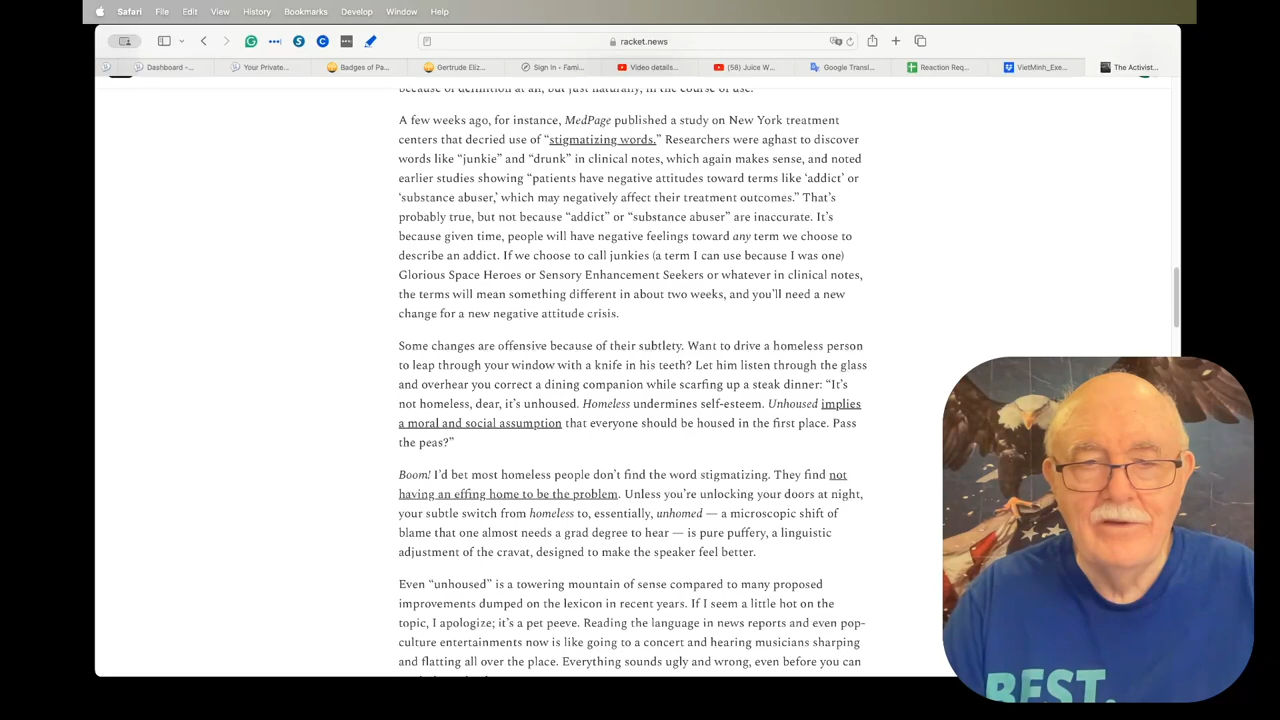 Safari File Edit View History Bookmarks Develop Window Help
racket.news
Dashboard -... Your Private... Badges of Pa... Gertrude Eliz... Sign In - Fami... Video details... (58) Juice W... Google Transl... Reaction Req... VietMinh_Exe... The Activist...
because of definition at all, but just naturally, in the course of use.
A few weeks ago, for instance, MedPage published a study on New York treatment
centers that decried use of “stigmatizing words.” Researchers were aghast to discover
words like “junkie” and “drunk” in clinical notes, which again makes sense, and noted
earlier studies showing “patients have negative attitudes toward terms like ‘addict’ or
‘substance abuser,’ which may negatively affect their treatment outcomes.” That’s
probably true, but not because “addict” or “substance abuser” are inaccurate. It’s
because given time, people will have negative feelings toward any term we choose to
describe an addict. If we choose to call junkies (a term I can use because I was one)
Glorious Space Heroes or Sensory Enhancement Seekers or whatever in clinical notes,
the terms will mean something different in about two weeks, and you’ll need a new
change for a new negative attitude crisis.
Some changes are offensive because of their subtlety. Want to drive a homeless person
to leap through your window with a knife in his teeth? Let him listen through the glass
and overhear you correct a dining companion while scarfing up a steak dinner: “It’s
not homeless, dear, it’s unhoused. Homeless undermines self-esteem. Unhoused implies
a moral and social assumption that everyone should be housed in the first place. Pass
the peas?”
Boom! I’d bet most homeless people don’t find the word stigmatizing. They find not
having an effing home to be the problem. Unless you’re unlocking your doors at night,
your subtle switch from homeless to, essentially, unhomed — a microscopic shift of
blame that one almost needs a grad degree to hear — is pure puffery, a linguistic
adjustment of the cravat, designed to make the speaker feel better.
Even “unhoused” is a towering mountain of sense compared to many proposed
improvements dumped on the lexicon in recent years. If I seem a little hot on the
topic, I apologize; it’s a pet peeve. Reading the language in news reports and even pop-
culture entertainments now is like going to a concert and hearing musicians sharping
and flatting all over the place. Everything sounds ugly and wrong, even before you can
BEST.